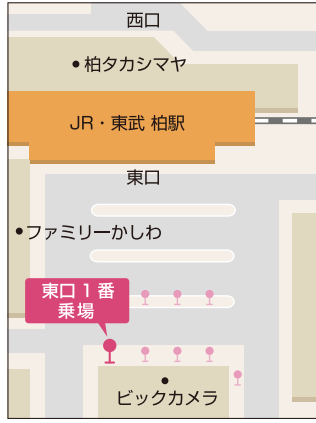 西口
柏タカシマヤ
JR・東武 柏駅
東口
ファミリーかしわ
東口1番
乗場
ビックカメラ